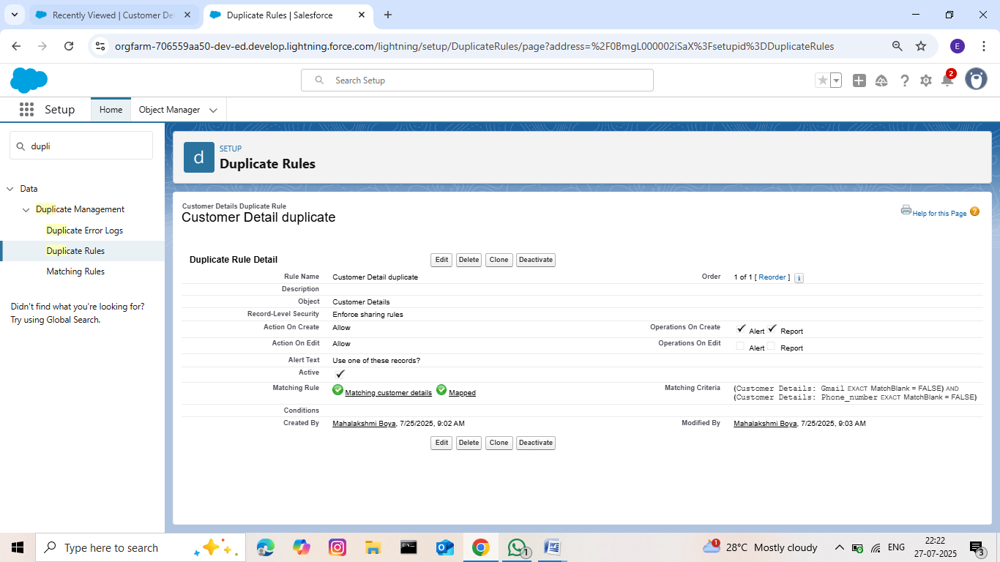 Recently Viewed | Customer De
Duplicate Rules | Salesforce
orgfarm-706559aa50-dev-ed.develop.lightning.force.com/lightning/setup/DuplicateRules/page?address=%2F0BmgL000002iSaX%3Fsetupid%3DDuplicateRules
E
Search Setup
2
Setup
Home
Object Manager
dupli
Data
Duplicate Management
Duplicate Error Logs
Duplicate Rules
Matching Rules
Didn't find what you're looking for?
Try using Global Search.
d
SETUP
Duplicate Rules
Customer Details Duplicate Rule
Customer Detail duplicate
Help for this Page ?
Duplicate Rule Detail
Edit Delete Clone Deactivate
Rule Name Customer Detail duplicate Order 1 of 1 [ Reorder ] i
Description
Object Customer Details
Record-Level Security Enforce sharing rules
Action On Create Allow Operations On Create Alert Report
Action On Edit Allow Operations On Edit Alert Report
Alert Text Use one of these records?
Active
Matching Rule Matching customer details Mapped Matching Criteria (Customer Details: Gmail EXACT MatchBlank = FALSE) AND
(Customer Details: Phone_number EXACT MatchBlank = FALSE)
Conditions
Created By Mahalakshmi Boya, 7/25/2025, 9:02 AM Modified By Mahalakshmi Boya, 7/25/2025, 9:03 AM
Edit Delete Clone Deactivate
Type here to search
1
1
28°C Mostly cloudy
ENG
22:22
27-07-2025
3